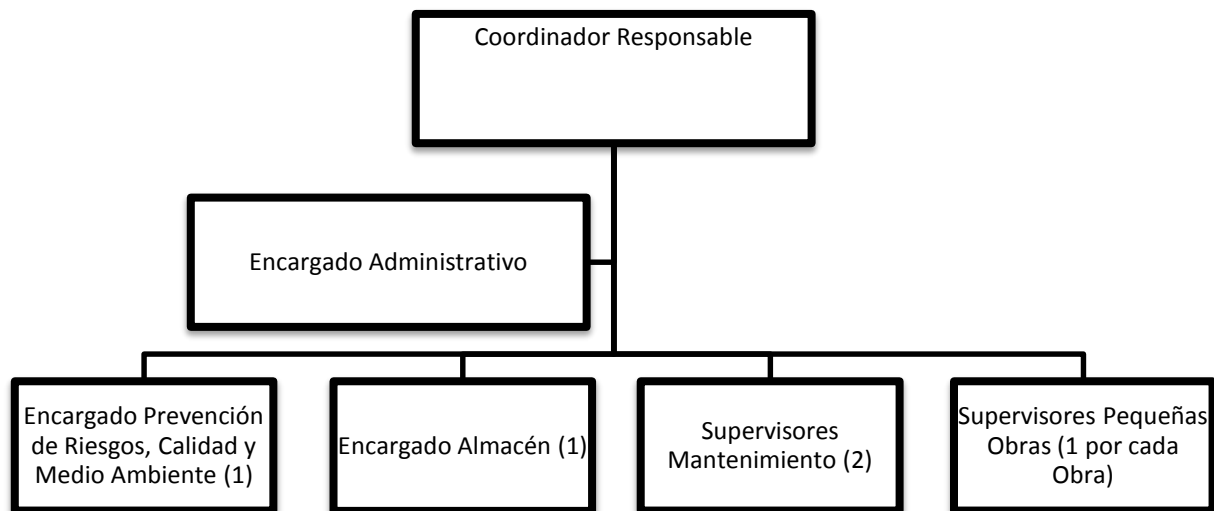 Coordinador Responsable
Encargado Administrativo
Encargado Prevención
de Riesgos, Calidad y
Medio Ambiente (1)
Encargado Almacén (1)
Supervisores
Mantenimiento (2)
Supervisores Pequeñas
Obras (1 por cada
Obra)